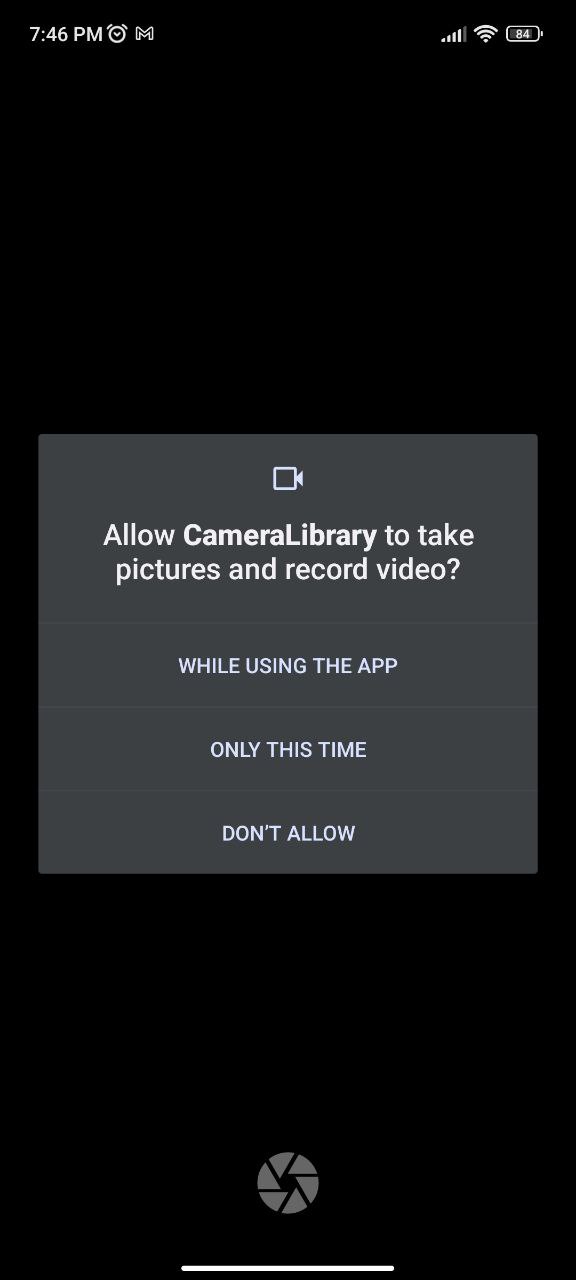 7:46 PM
84
Allow CameraLibrary to take
pictures and record video?
WHILE USING THE APP
ONLY THIS TIME
DON'T ALLOW